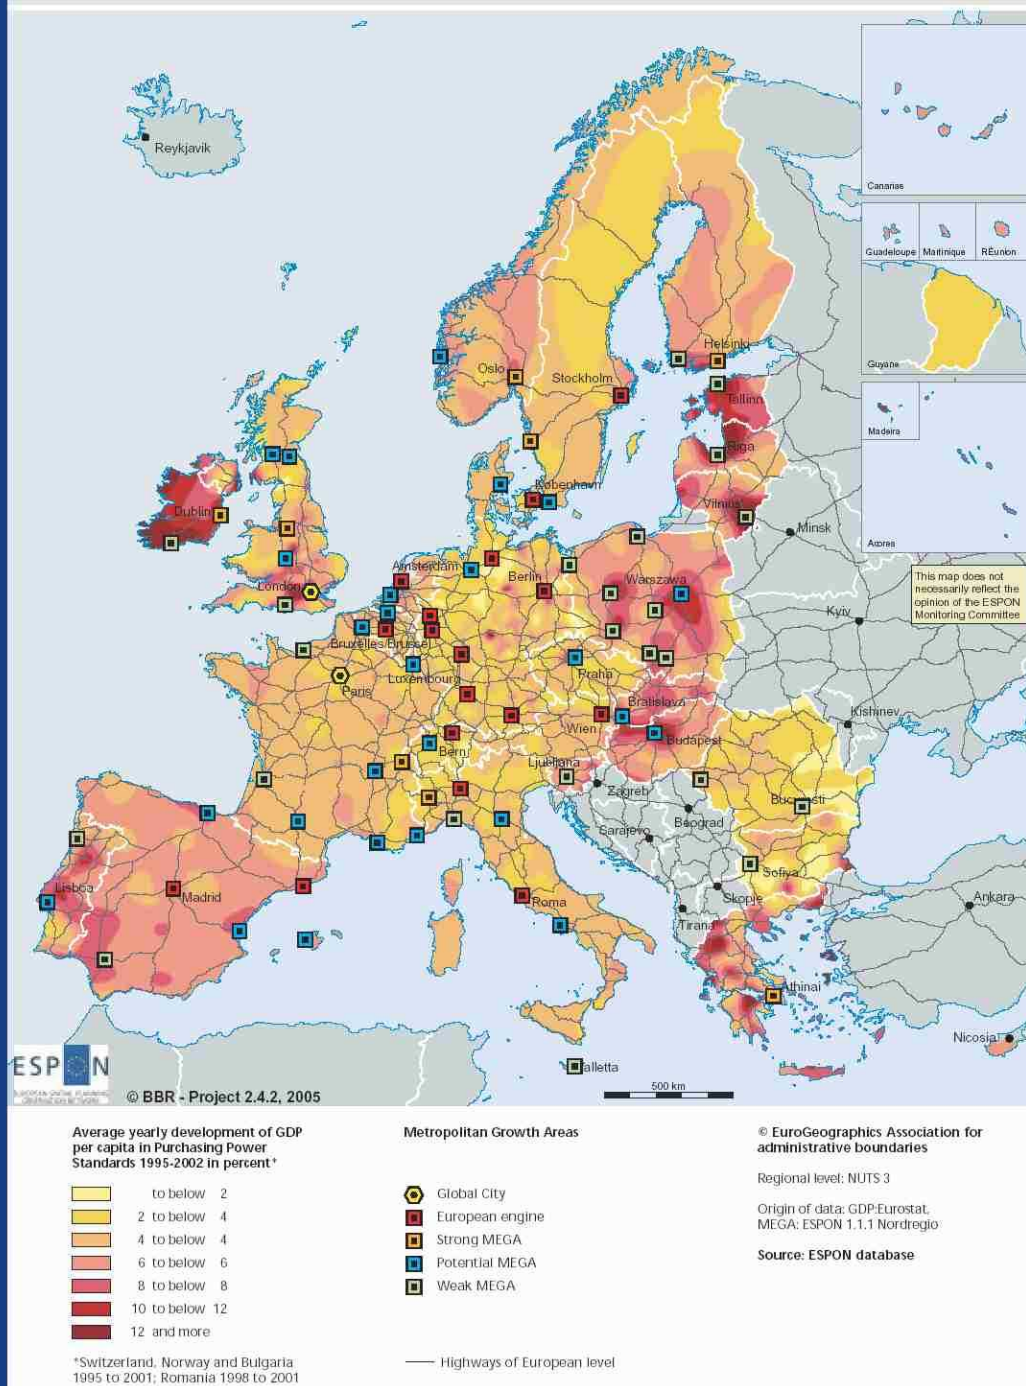 Reykjavik
Canarias
Guadeloupe Martinique RÉunion
Guyane
Madeira
Acores
This map does not
necessarily reflect the
opinion of the ESPON
Monitoring Committee
Helsinki
Oslo
Stockholm
Tallinn
Riga
København
Vilnius
Minsk
Dublin
Amsterdam
Berlin
Warszawa
London
Kyiv
Bruxelles/Brussel
Luxembourg
Praha
Paris
Bratislava
Kishinev
Wien
Budapest
Bern
Ljubljana
Zagreb
Bucuresti
Beograd
Sarajevo
Sofiya
Lisboa
Madrid
Roma
Skopje
Ankara
Tirana
Athinai
Nicosia
Valletta
500 km
ESPON
© BBR - Project 2.4.2, 2005
Average yearly development of GDP
per capita in Purchasing Power
Standards 1995-2002 in percent*
to below 2
2 to below 4
4 to below 4
6 to below 6
8 to below 8
10 to below 12
12 and more
*Switzerland, Norway and Bulgaria
1995 to 2001; Romania 1998 to 2001
Metropolitan Growth Areas
Global City
European engine
Strong MEGA
Potential MEGA
Weak MEGA
Highways of European level
© EuroGeographics Association for
administrative boundaries
Regional level: NUTS 3
Origin of data: GDP:Eurostat,
MEGA: ESPON 1.1.1 Nordregio
Source: ESPON database